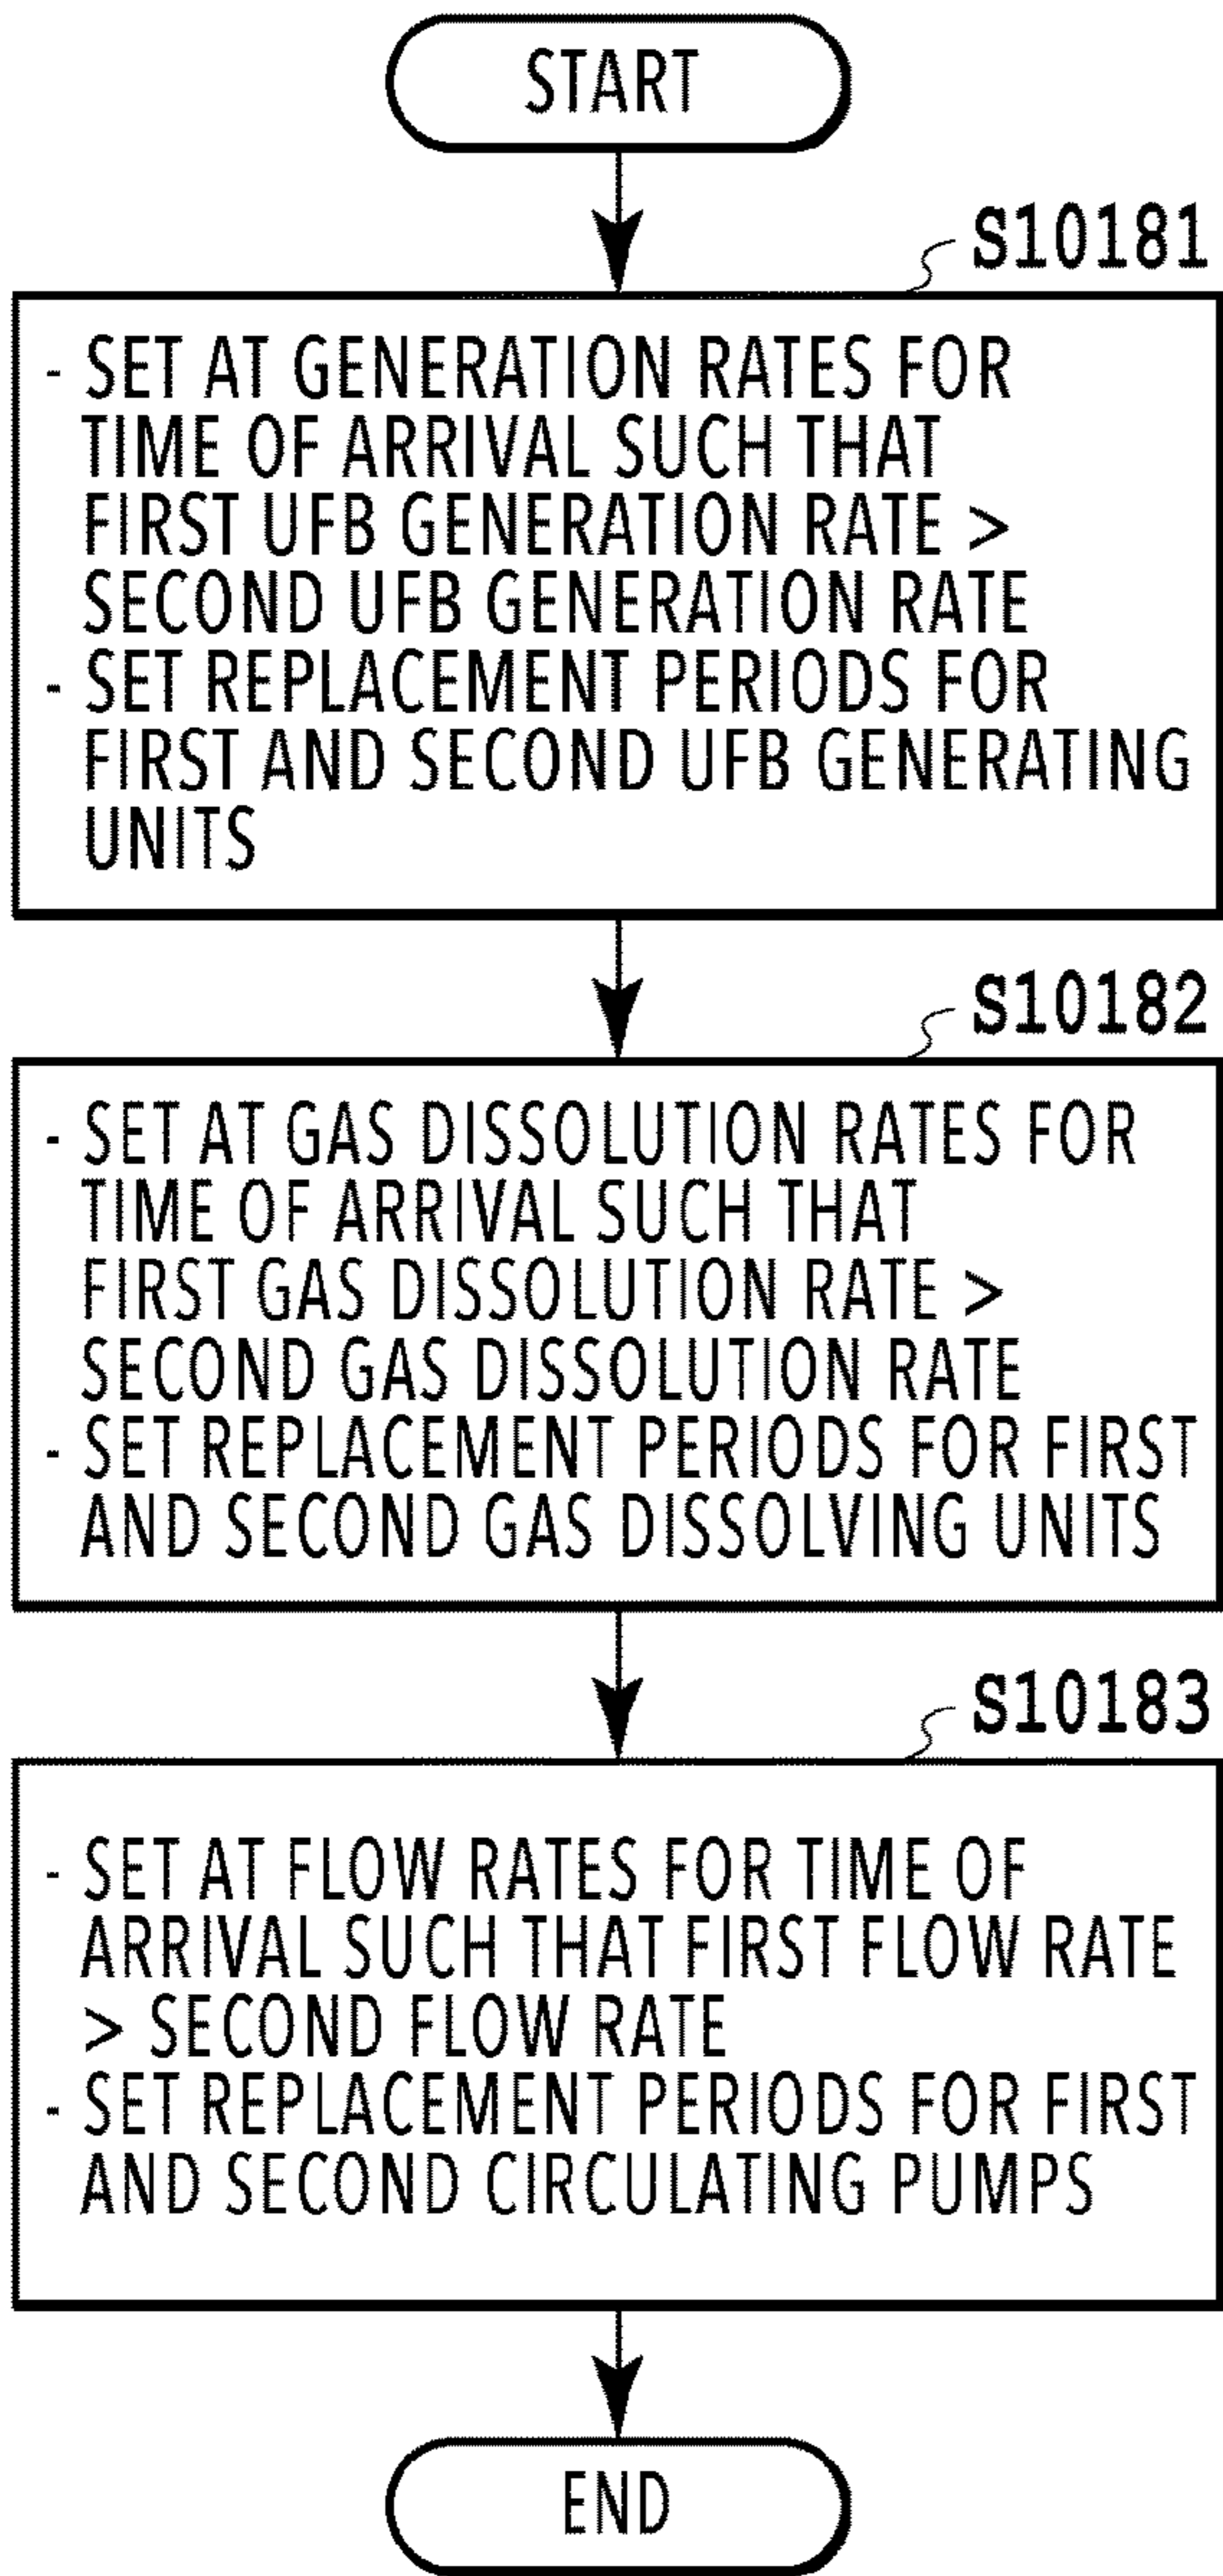 START
S10181
- SET AT GENERATION RATES FOR
TIME OF ARRIVAL SUCH THAT
FIRST UFB GENERATION RATE >
SECOND UFB GENERATION RATE
- SET REPLACEMENT PERIODS FOR
FIRST AND SECOND UFB GENERATING
UNITS
S10182
- SET AT GAS DISSOLUTION RATES FOR
TIME OF ARRIVAL SUCH THAT
FIRST GAS DISSOLUTION RATE >
SECOND GAS DISSOLUTION RATE
- SET REPLACEMENT PERIODS FOR FIRST
AND SECOND GAS DISSOLVING UNITS
S10183
- SET AT FLOW RATES FOR TIME OF
ARRIVAL SUCH THAT FIRST FLOW RATE
> SECOND FLOW RATE
- SET REPLACEMENT PERIODS FOR FIRST
AND SECOND CIRCULATING PUMPS
END